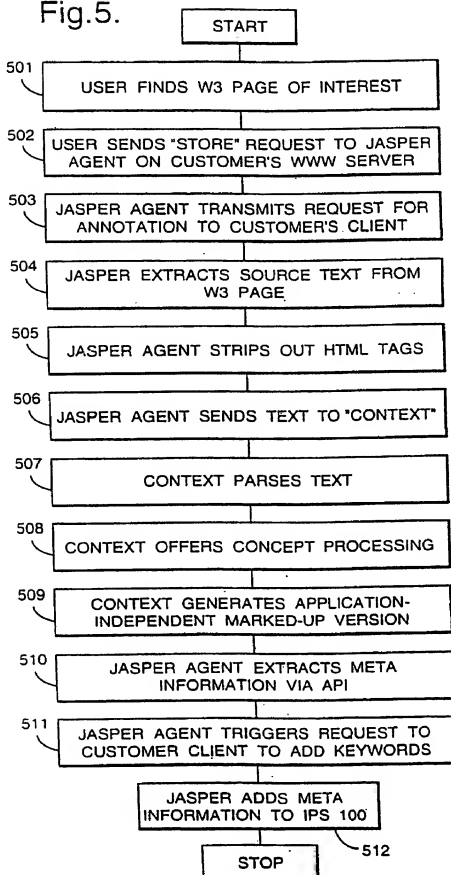 Fig.5.
START
501
USER FINDS W3 PAGE OF INTEREST
502
USER SENDS "STORE" REQUEST TO JASPER
AGENT ON CUSTOMER'S WWW SERVER
503
JASPER AGENT TRANSMITS REQUEST FOR
ANNOTATION TO CUSTOMER'S CLIENT
504
JASPER EXTRACTS SOURCE TEXT FROM
W3 PAGE
505
JASPER AGENT STRIPS OUT HTML TAGS
506
JASPER AGENT SENDS TEXT TO "CONTEXT"
507
CONTEXT PARSES TEXT
508
CONTEXT OFFERS CONCEPT PROCESSING
509
CONTEXT GENERATES APPLICATION-
INDEPENDENT MARKED-UP VERSION
510
JASPER AGENT EXTRACTS META
INFORMATION VIA API
511
JASPER AGENT TRIGGERS REQUEST TO
CUSTOMER CLIENT TO ADD KEYWORDS
JASPER ADDS META
INFORMATION TO IPS 100
512
STOP